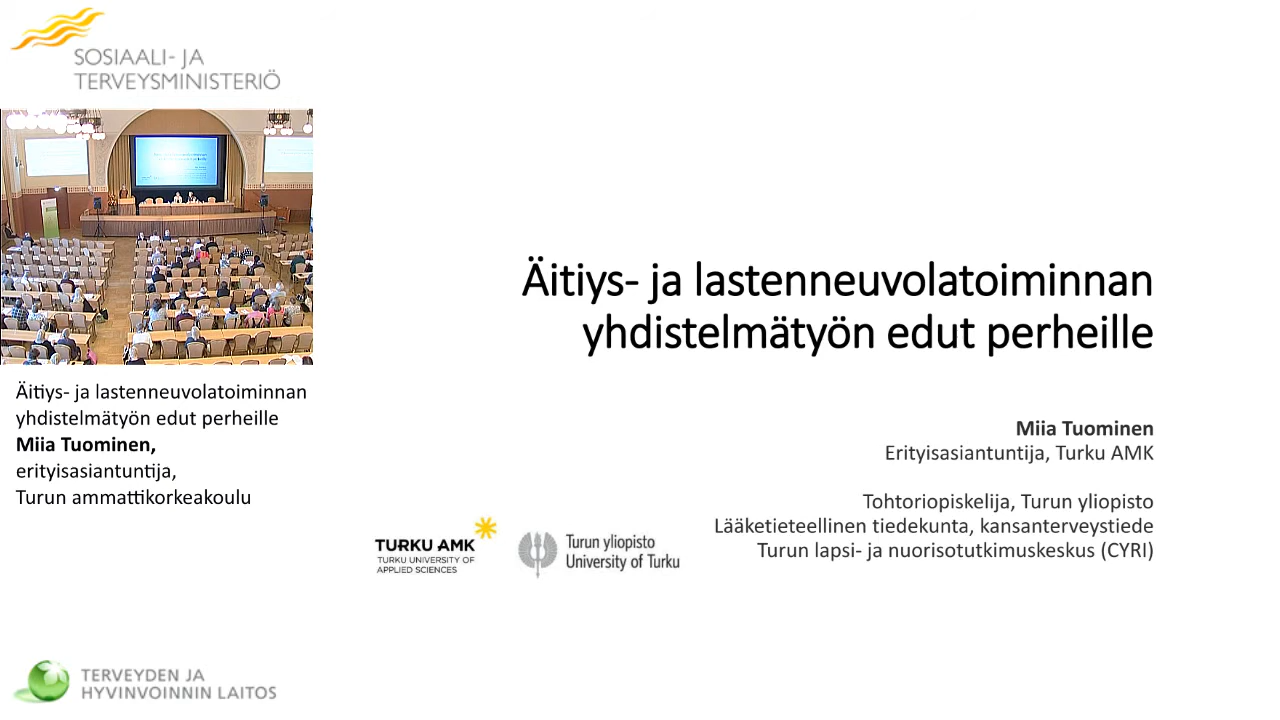 SOSIAALI- JA
TERVEYSMINISTERIÖ
Äitiys- ja lastenneuvolatoiminnan
yhdistelmätyön edut perheille
Miia Tuominen,
erityisasiantuntija,
Turun ammattikorkeakoulu
Äitiys- ja lastenneuvolatoiminnan
yhdistelmätyön edut perheille
Miia Tuominen
Erityisasiantuntija, Turku AMK
Tohtoriopiskelija, Turun yliopisto
Lääketieteellinen tiedekunta, kansanterveystiede
Turun lapsi- ja nuorisotutkimuskeskus (CYRI)
TURKU AMK
TURKU UNIVERSITY OF
APPLIED SCIENCES
Turun yliopisto
University of Turku
TERVEYDEN JA
HYVINVOINNIN LAITOS